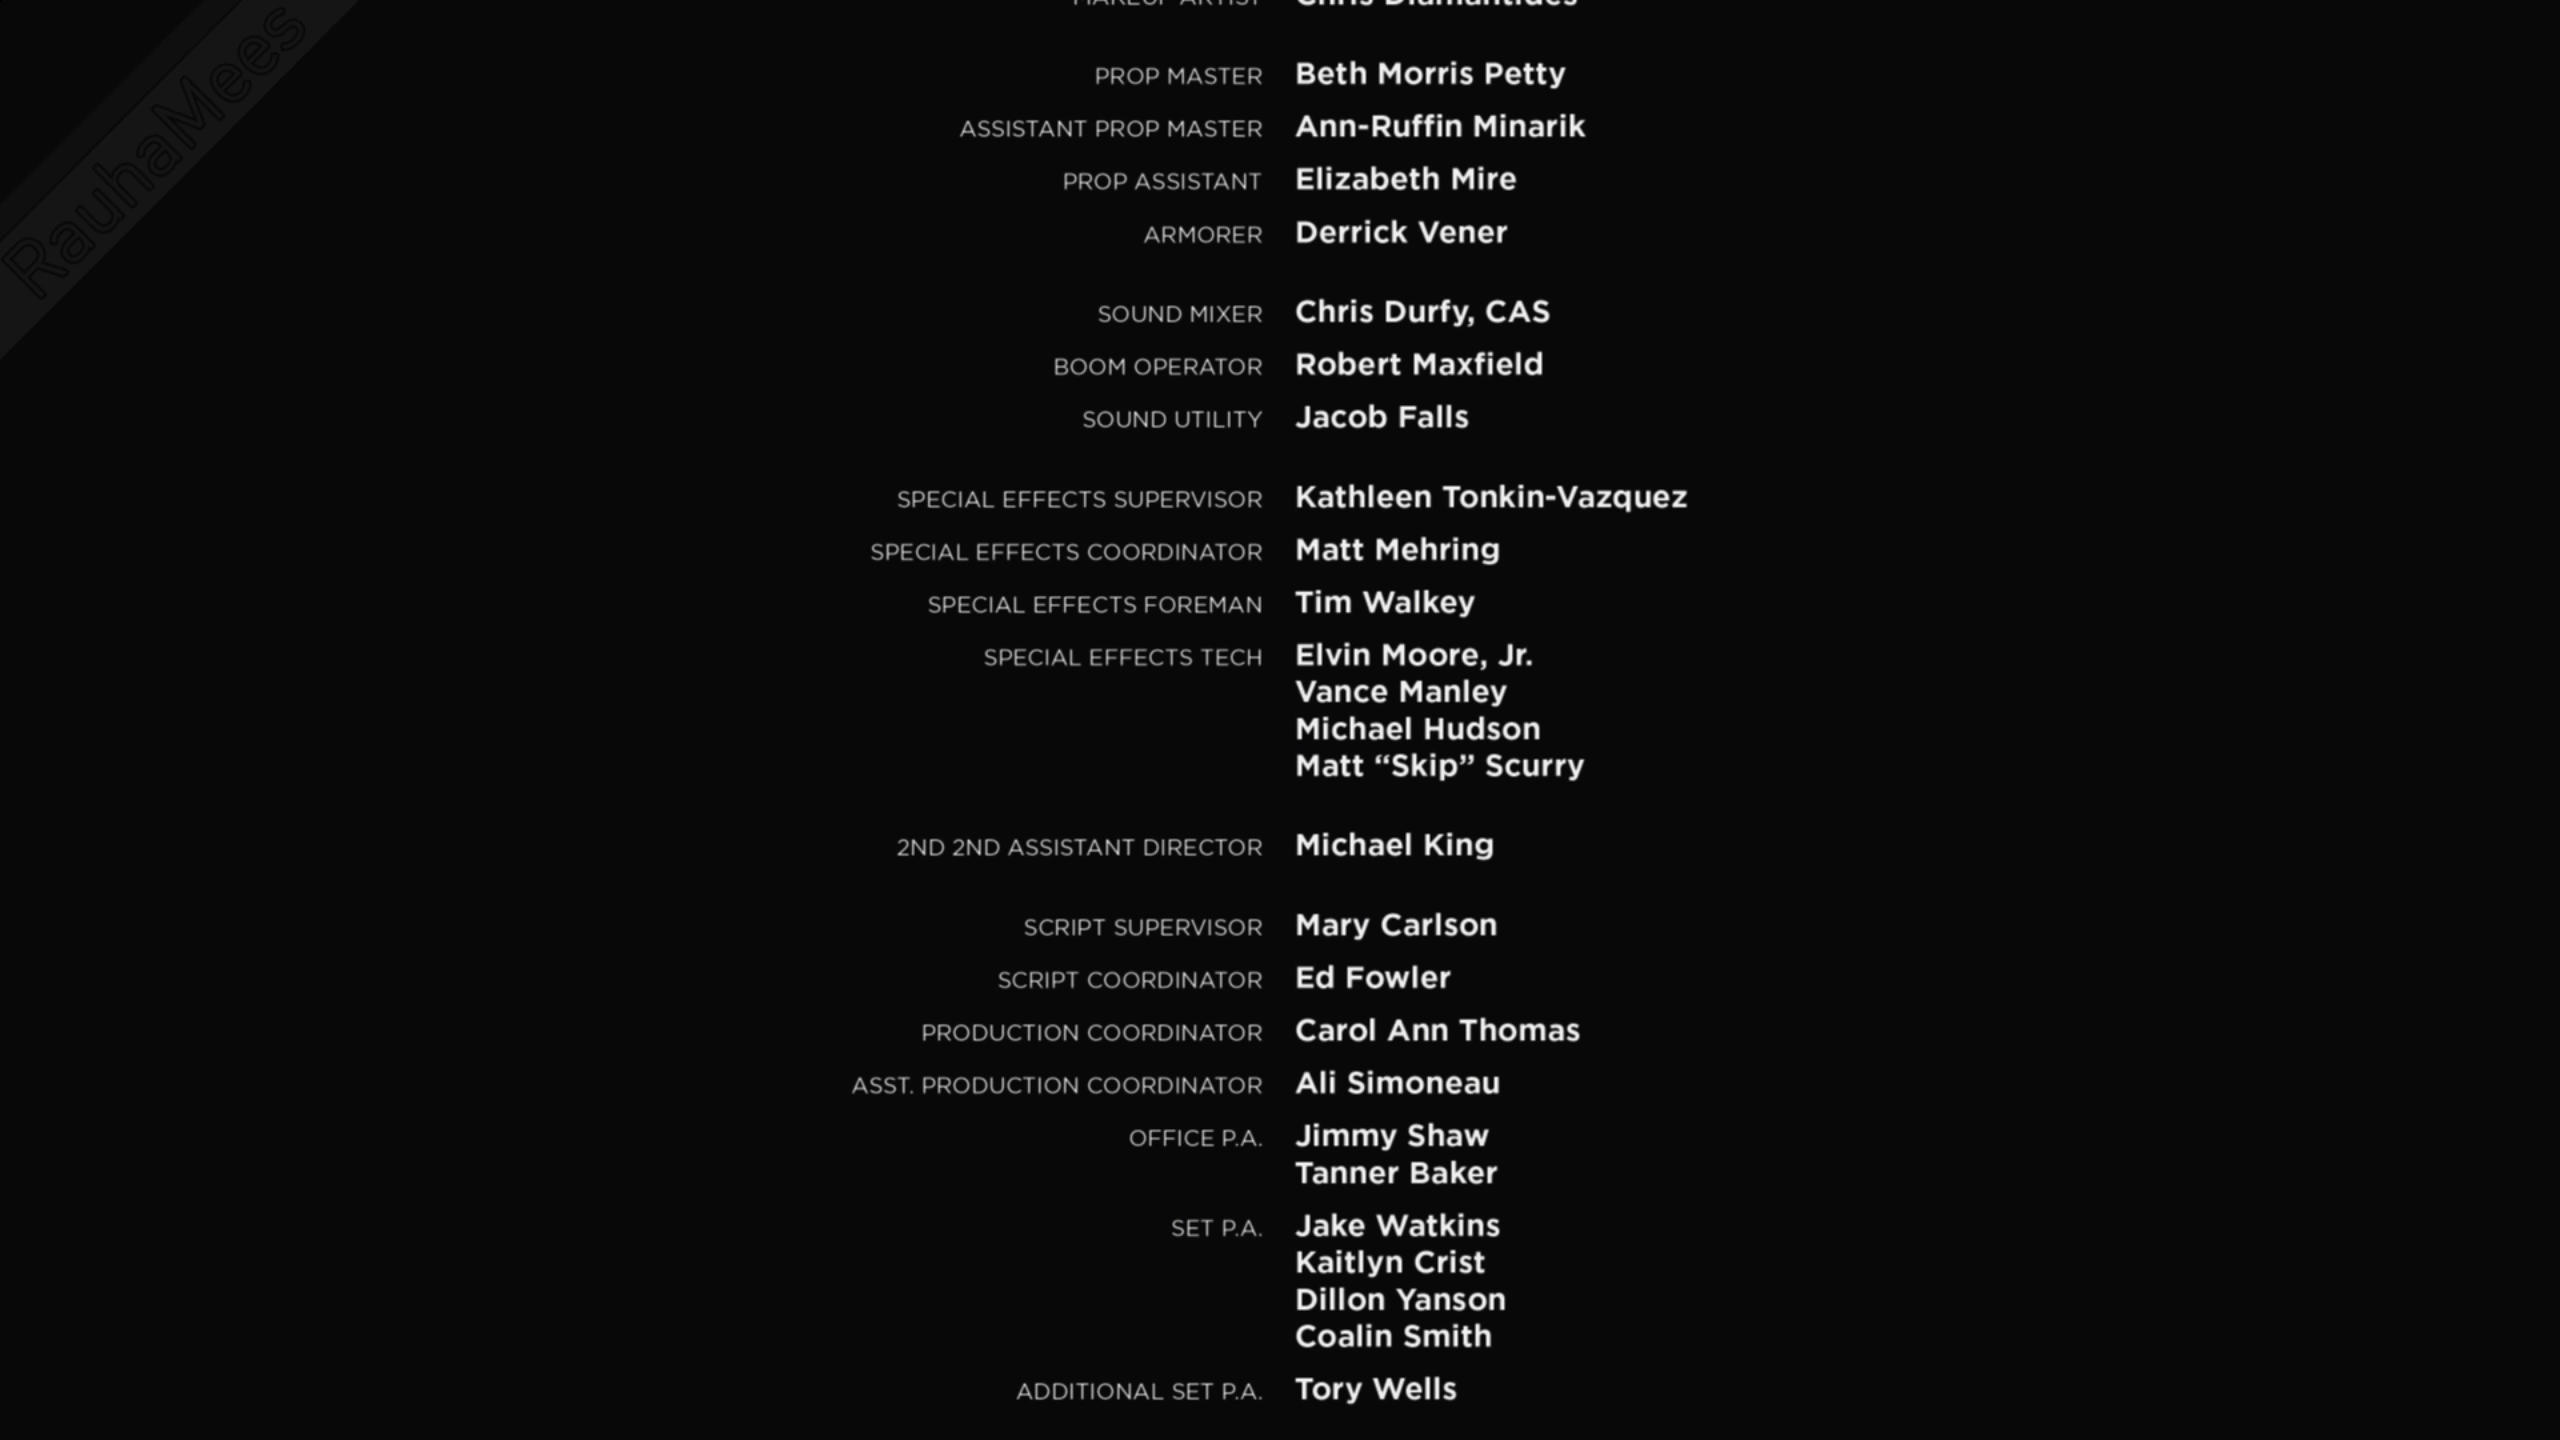 MAKEUP ARTIST Chris Diamantides
PROP MASTER Beth Morris Petty
ASSISTANT PROP MASTER Ann-Ruffin Minarik
PROP ASSISTANT Elizabeth Mire
ARMORER Derrick Vener
SOUND MIXER Chris Durfy, CAS
BOOM OPERATOR Robert Maxfield
SOUND UTILITY Jacob Falls
SPECIAL EFFECTS SUPERVISOR Kathleen Tonkin-Vazquez
SPECIAL EFFECTS COORDINATOR Matt Mehring
SPECIAL EFFECTS FOREMAN Tim Walkey
SPECIAL EFFECTS TECH Elvin Moore, Jr.
Vance Manley
Michael Hudson
Matt “Skip” Scurry
2ND 2ND ASSISTANT DIRECTOR Michael King
SCRIPT SUPERVISOR Mary Carlson
SCRIPT COORDINATOR Ed Fowler
PRODUCTION COORDINATOR Carol Ann Thomas
ASST. PRODUCTION COORDINATOR Ali Simoneau
OFFICE P.A. Jimmy Shaw
Tanner Baker
SET P.A. Jake Watkins
Kaitlyn Crist
Dillon Yanson
Coalin Smith
ADDITIONAL SET P.A. Tory Wells
RauhaMees